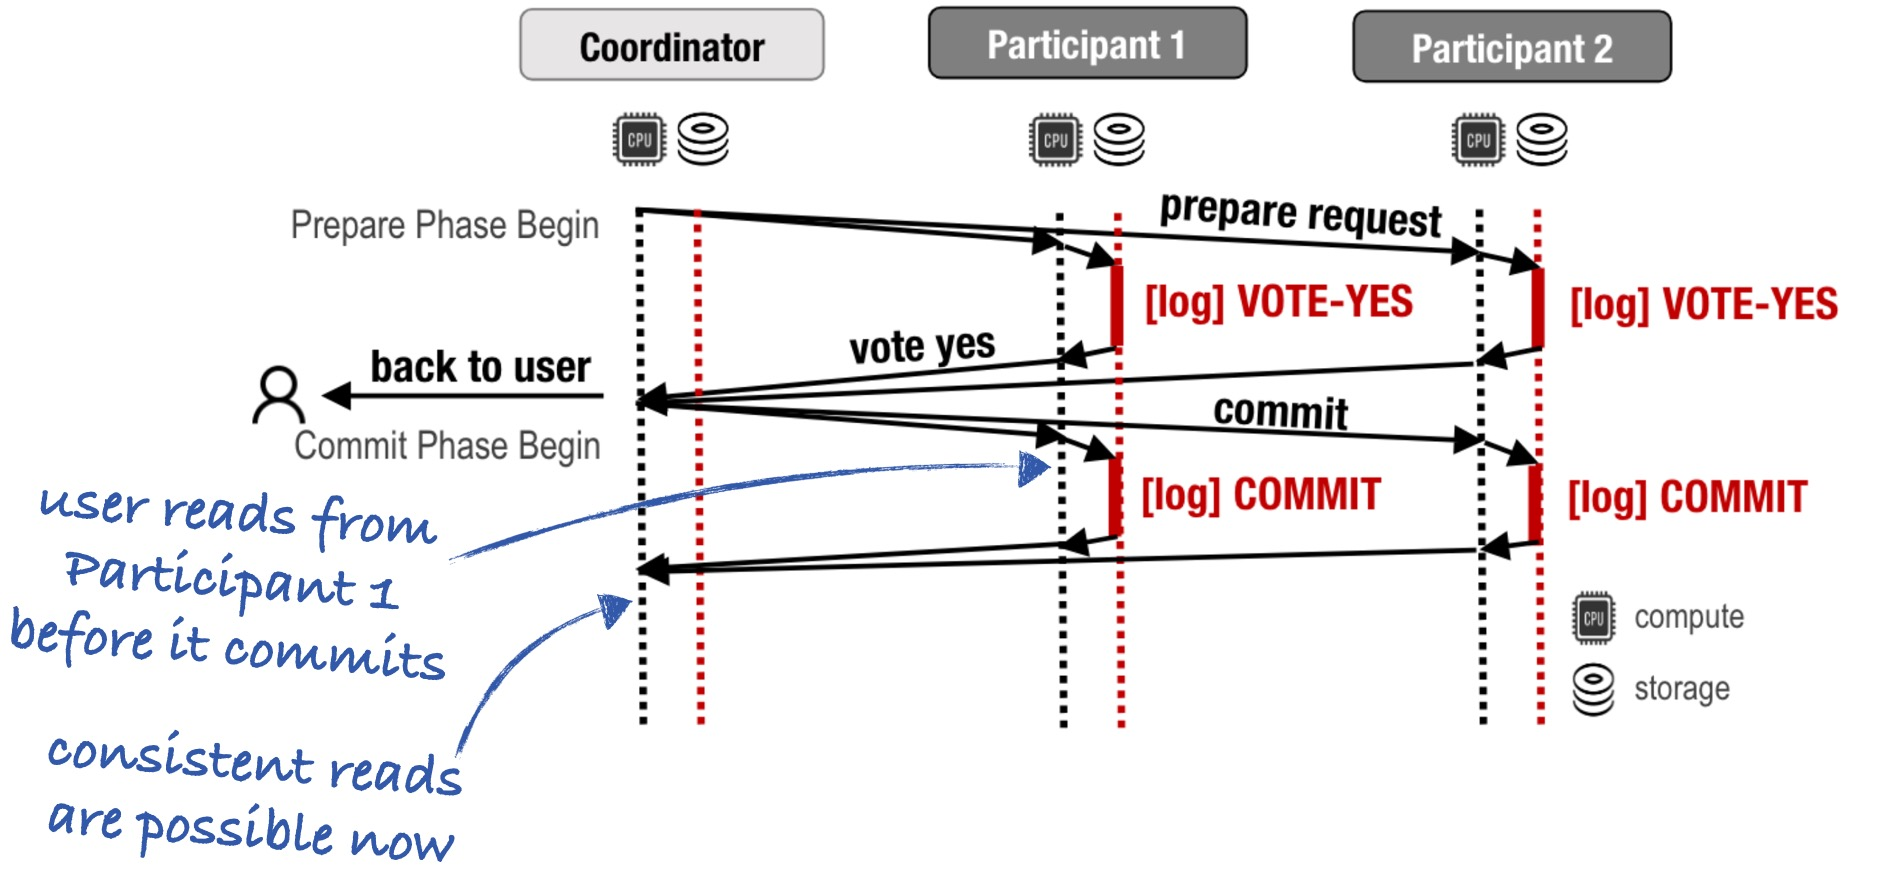 Coordinator
Participant 1
Participant 2
CPU
CPU
CPU
Prepare Phase Begin
prepare request
[log] VOTE-YES
[log] VOTE-YES
vote yes
back to user
commit
Commit Phase Begin
user reads from
Participant 1
before it commits
[log] COMMIT
[log] COMMIT
consistent reads
are possible now
CPU
compute
storage